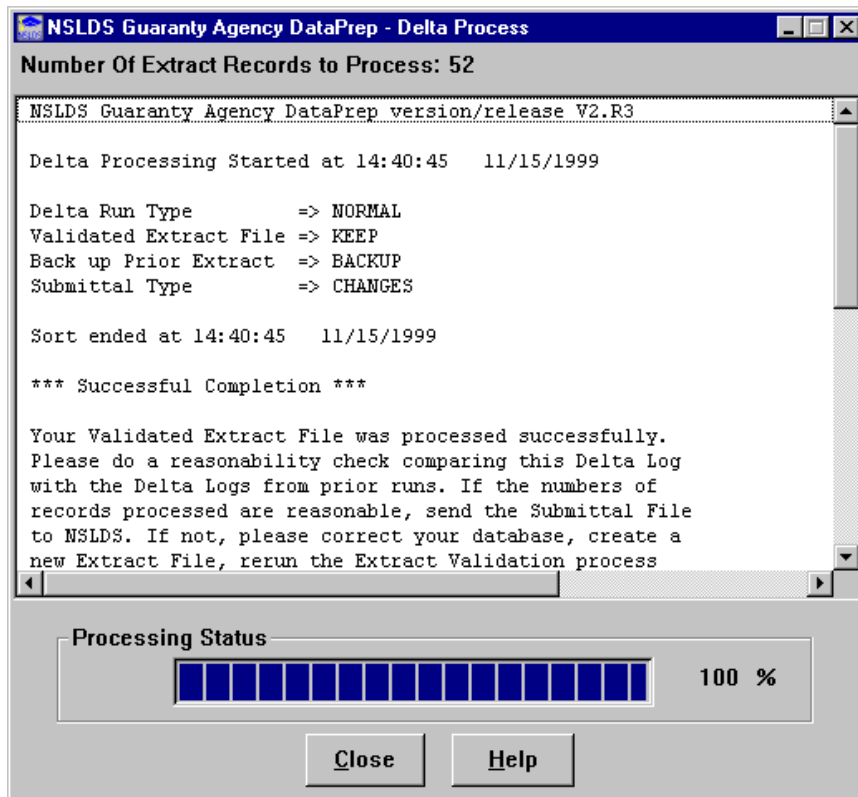 NSLDS Guaranty Agency DataPrep - Delta Process
Number Of Extract Records to Process: 52
NSLDS Guaranty Agency DataPrep version/release V2.R3
Delta Processing Started at 14:40:45   11/15/1999
Delta Run Type            => NORMAL
Validated Extract File => KEEP
Back up Prior Extract  => BACKUP
Submittal Type            => CHANGES
Sort ended at 14:40:45   11/15/1999
*** Successful Completion ***
Your Validated Extract File was processed successfully.
Please do a reasonability check comparing this Delta Log
with the Delta Logs from prior runs. If the numbers of
records processed are reasonable, send the Submittal File
to NSLDS. If not, please correct your database, create a
new Extract File, rerun the Extract Validation process
Processing Status
100 %
Close Help